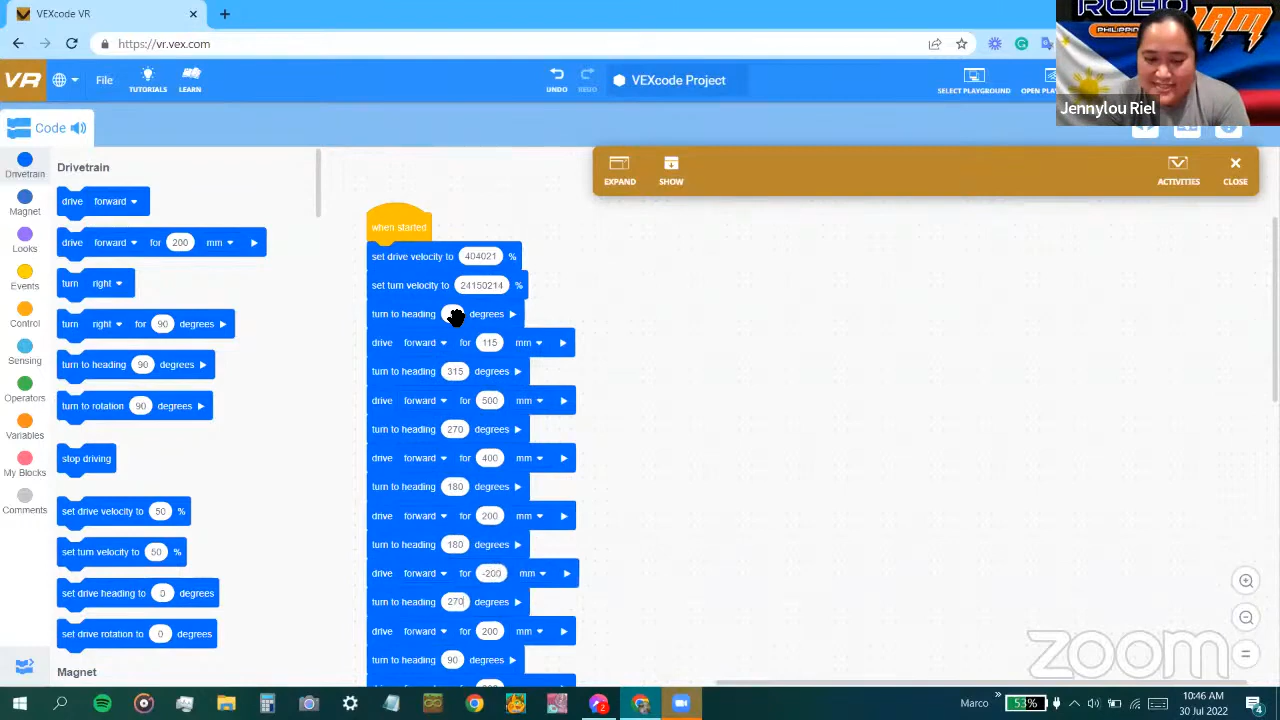 VEXcode VR
https://vr.vex.com
VR
File
TUTORIALS
LEARN
UNDO
REDO
VEXcode Project
SELECT PLAYGROUND
OPEN PL
PHILIPPI
Jennylou Riel
Code
EXPAND
SHOW
ACTIVITIES
CLOSE
Drivetrain
Magnet
Looks
Events
Control
Sensing
Operators
Variables
My Blocks
Comments
Drivetrain
drive forward
drive forward for 200 mm
turn right
turn right for 90 degrees
turn to heading 90 degrees
turn to rotation 90 degrees
stop driving
set drive velocity to 50 %
set turn velocity to 50 %
set drive heading to 0 degrees
set drive rotation to 0 degrees
Magnet
when started
set drive velocity to 404021 %
set turn velocity to 24150214 %
turn to heading degrees
drive forward for 115 mm
turn to heading 315 degrees
drive forward for 500 mm
turn to heading 270 degrees
drive forward for 400 mm
turn to heading 180 degrees
drive forward for 200 mm
turn to heading 180 degrees
drive forward for -200 mm
turn to heading 270 degrees
drive forward for 200 mm
turn to heading 90 degrees
zoom
Marco
53%
10:46 AM
30 Jul 2022
2
4